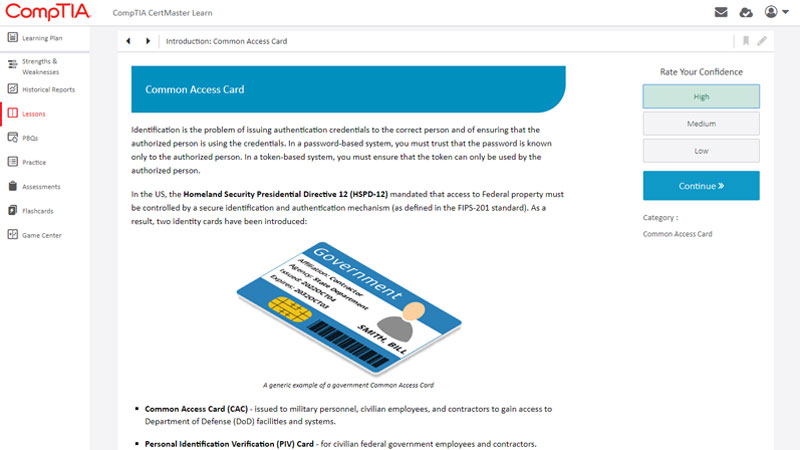 CompTIA.
CompTIA CertMaster Learn
Learning Plan
Strengths &
Weaknesses
Historical Reports
Lessons
PBQs
Practice
Assessments
Flashcards
Game Center
Introduction: Common Access Card
Common Access Card
Identification is the problem of issuing authentication credentials to the correct person and of ensuring that the
authorized person is using the credentials. In a password-based system, you must trust that the password is known
only to the authorized person. In a token-based system, you must ensure that the token can only be used by the
authorized person.
In the US, the Homeland Security Presidential Directive 12 (HSPD-12) mandated that access to Federal property must
be controlled by a secure identification and authentication mechanism (as defined in the FIPS-201 standard). As a
result, two identity cards have been introduced:
Government
Affiliation: Contractor
Agency: State Department
Issued: 2022OCT04
Expires: 2032OCT03
SMITH, BILL
A generic example of a government Common Access Card
Common Access Card (CAC) - issued to military personnel, civilian employees, and contractors to gain access to
Department of Defense (DoD) facilities and systems.
Personal Identification Verification (PIV) Card - for civilian federal government employees and contractors.
Rate Your Confidence
High
Medium
Low
Continue »
Category :
Common Access Card